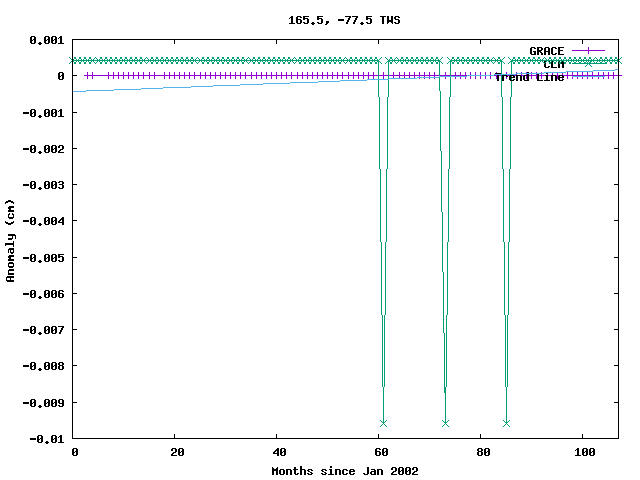 165.5, -77.5 TWS
0.001
GRACE
CLM
0
Trend Line
-0.001
-0.002
-0.003
-0.004
-0.005
-0.006
-0.007
-0.008
-0.009
-0.01
Anomaly (cm)
0 20 40 60 80 100
Months since Jan 2002